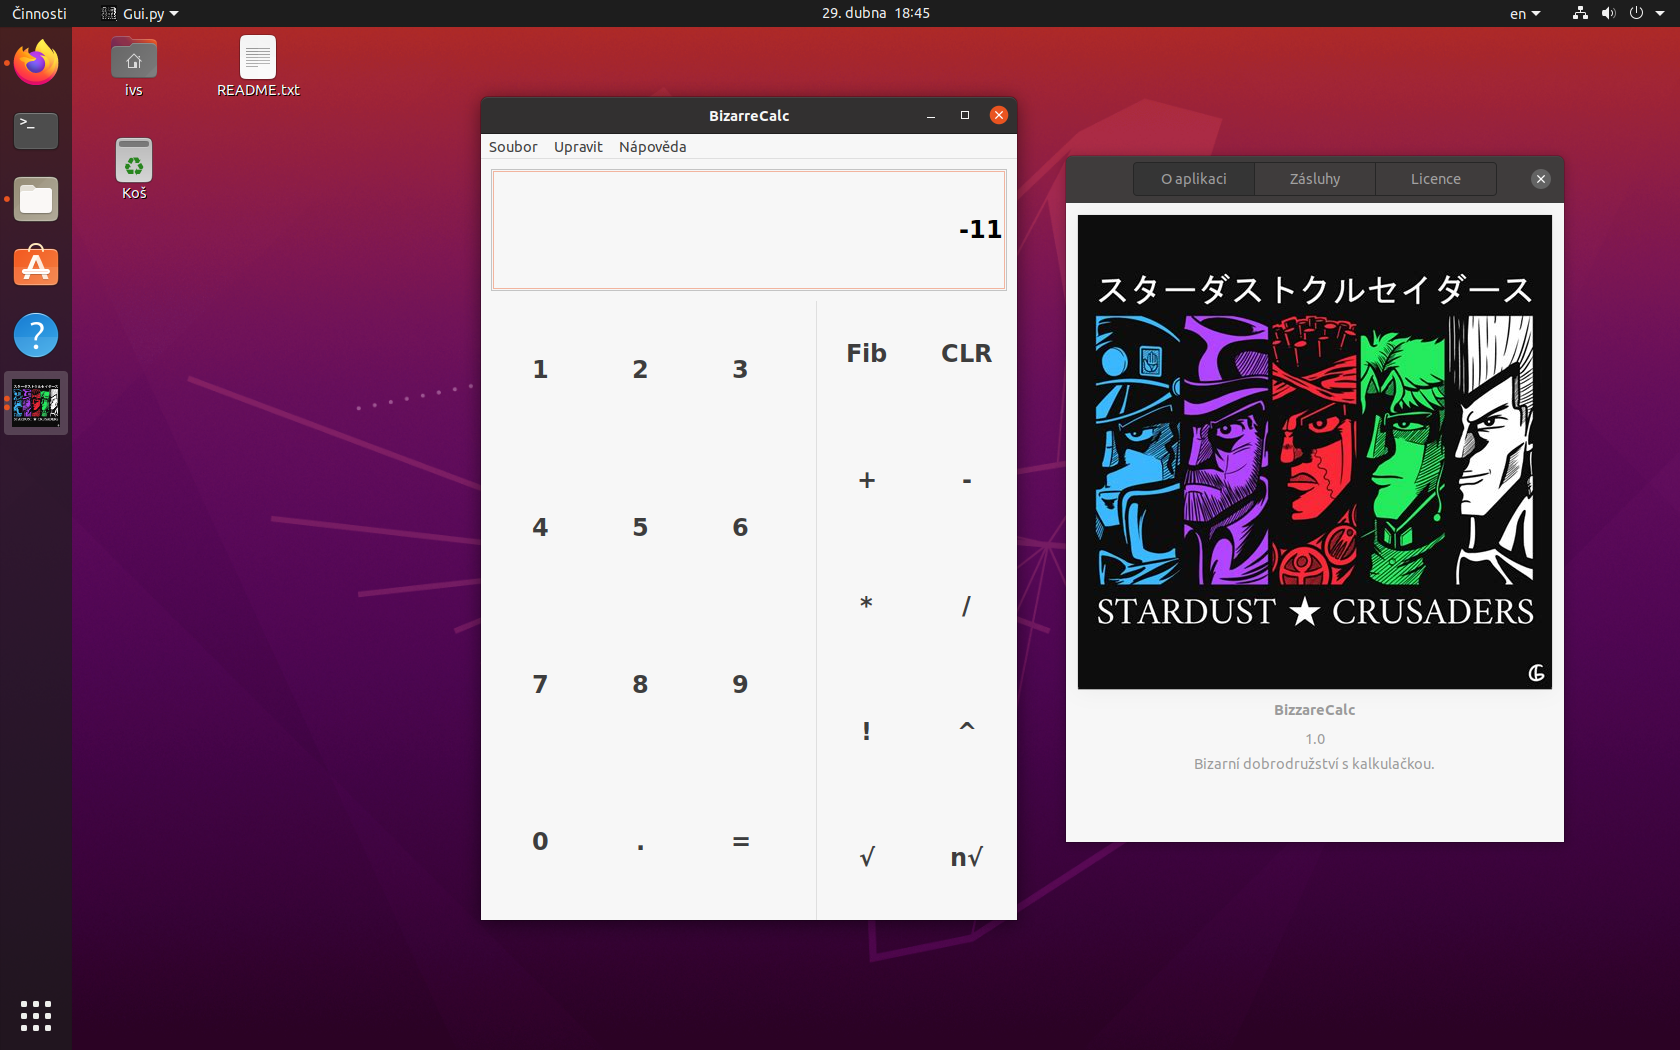 Činnosti
Gui.py
29. dubna 18:45
en
ivs
README.txt
Koš
>_
?
BizarreCalc
Soubor Upravit Nápověda
-11
1 2 3
4 5 6
7 8 9
0 . =
Fib CLR
+ -
* /
! ^
√ n√
O aplikaci Zásluhy Licence
スターダストクルセイダース
STARDUST ★ CRUSADERS
BizzareCalc
1.0
Bizarní dobrodružství s kalkulačkou.